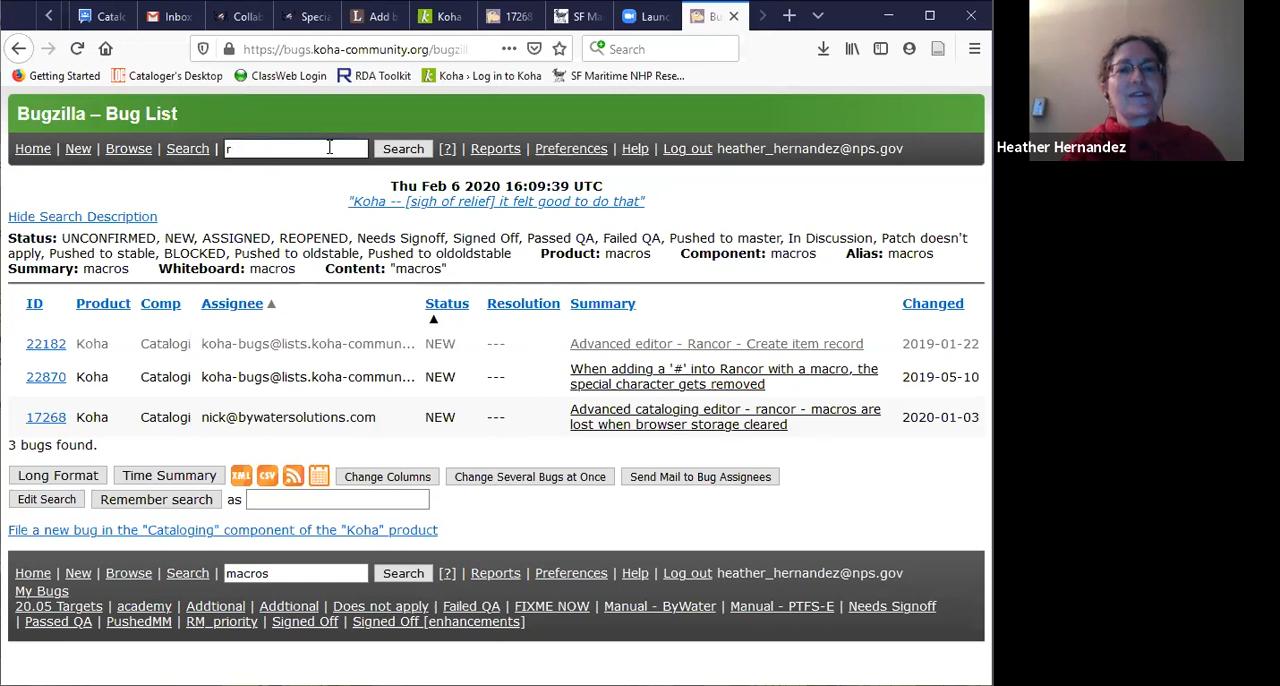 Catalc
Inbox
Collab
Specia
Add b
Koha
17268
SF Ma
Launc
Bu
https://bugs.koha-community.org/bugzil
Search
Getting Started
Cataloger's Desktop
ClassWeb Login
RDA Toolkit
Koha › Log in to Koha
SF Maritime NHP Rese...
Bugzilla – Bug List
Home | New | Browse | Search | r Search [?] | Reports | Preferences | Help | Log out heather_hernandez@nps.gov
Thu Feb 6 2020 16:09:39 UTC
"Koha -- [sigh of relief] it felt good to do that"
Hide Search Description
Status: UNCONFIRMED, NEW, ASSIGNED, REOPENED, Needs Signoff, Signed Off, Passed QA, Failed QA, Pushed to master, In Discussion, Patch doesn't
apply, Pushed to stable, BLOCKED, Pushed to oldstable, Pushed to oldoldstable Product: macros Component: macros Alias: macros
Summary: macros Whiteboard: macros Content: "macros"
ID Product Comp Assignee ▲ Status ▲ Resolution Summary Changed
22182 Koha Catalogi koha-bugs@lists.koha-commun... NEW --- Advanced editor - Rancor - Create item record 2019-01-22
22870 Koha Catalogi koha-bugs@lists.koha-commun... NEW --- When adding a '#' into Rancor with a macro, the 2019-05-10
special character gets removed
17268 Koha Catalogi nick@bywatersolutions.com NEW --- Advanced cataloging editor - rancor - macros are 2020-01-03
lost when browser storage cleared
3 bugs found.
Long Format Time Summary XML CSV Change Columns Change Several Bugs at Once Send Mail to Bug Assignees
Edit Search Remember search as
File a new bug in the "Cataloging" component of the "Koha" product
Home | New | Browse | Search | macros Search [?] | Reports | Preferences | Help | Log out heather_hernandez@nps.gov
My Bugs
20.05 Targets | academy | Addtional | Addtional | Does not apply | Failed QA | FIXME NOW | Manual - ByWater | Manual - PTFS-E | Needs Signoff
| Passed QA | PushedMM | RM_priority | Signed Off | Signed Off [enhancements]
Heather Hernandez